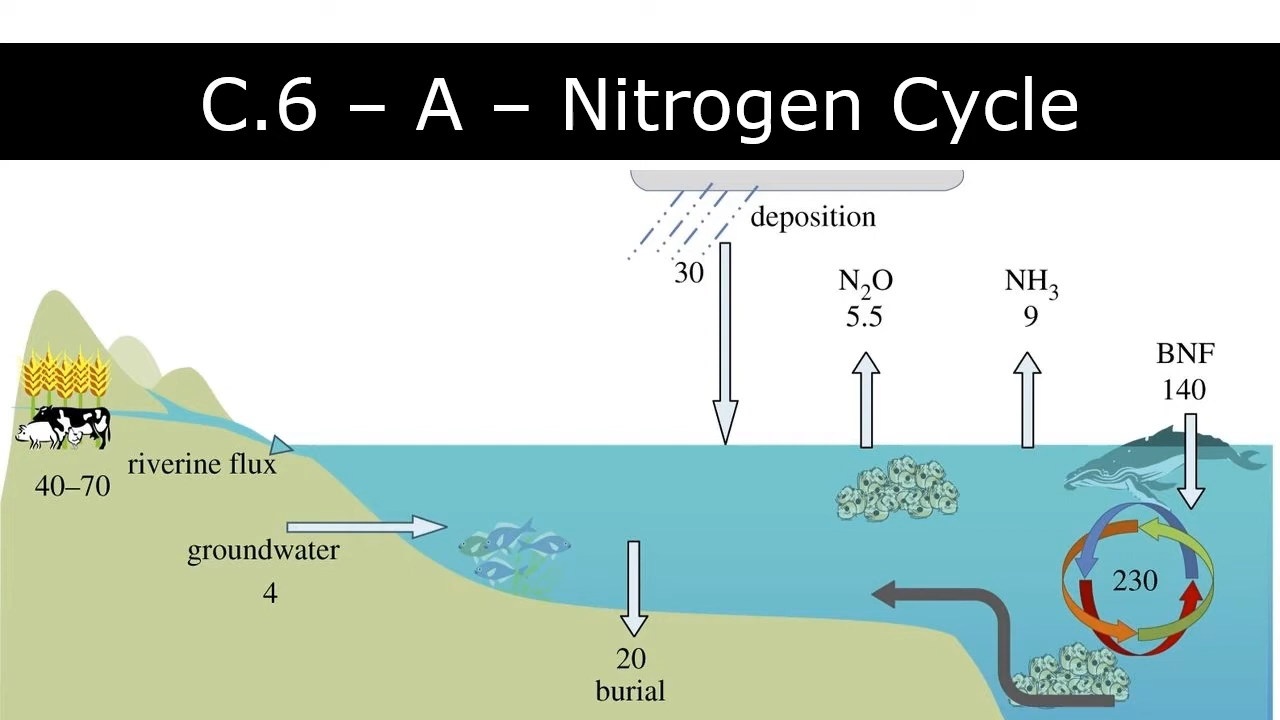 C.6 – A – Nitrogen Cycle
deposition
30
N₂O
5.5
NH₃
9
BNF
140
riverine flux
40–70
groundwater
4
230
20
burial